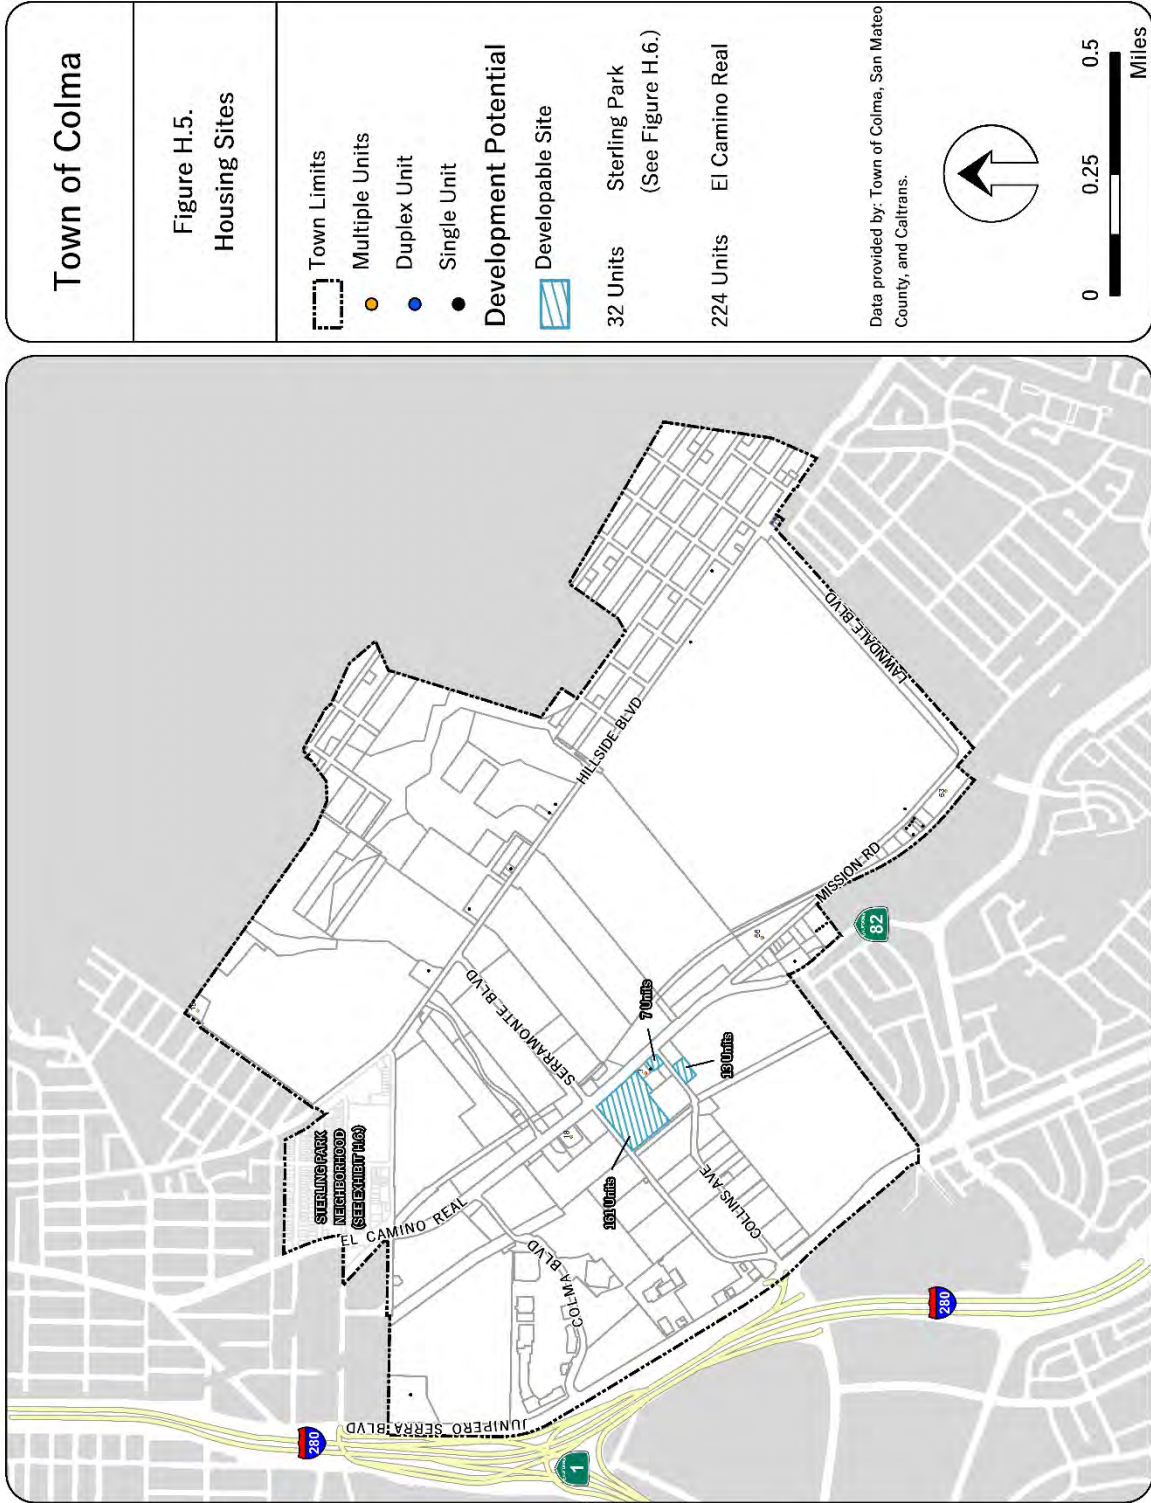 Town of Colma
Figure H.5.
Housing Sites
Town Limits
Multiple Units
Duplex Unit
Single Unit
Development Potential
Developable Site
32 Units Sterling Park
(See Figure H.6.)
224 Units El Camino Real
Data provided by: Town of Colma, San Mateo
County, and Caltrans.
0 0.25 0.5
Miles
STERLING PARK
NEIGHBORHOOD
(SEE EXHIBIT H.6.)
EL CAMINO REAL
JUNIPERO SERRA BLVD
COLMA BLVD
SERRAMONTE BLVD
HILLSIDE BLVD
COLLINS AVE
MISSION RD
LAWNDALE BLVD
161 Units
7 Units
13 Units
18
66
63
280
1
82
280